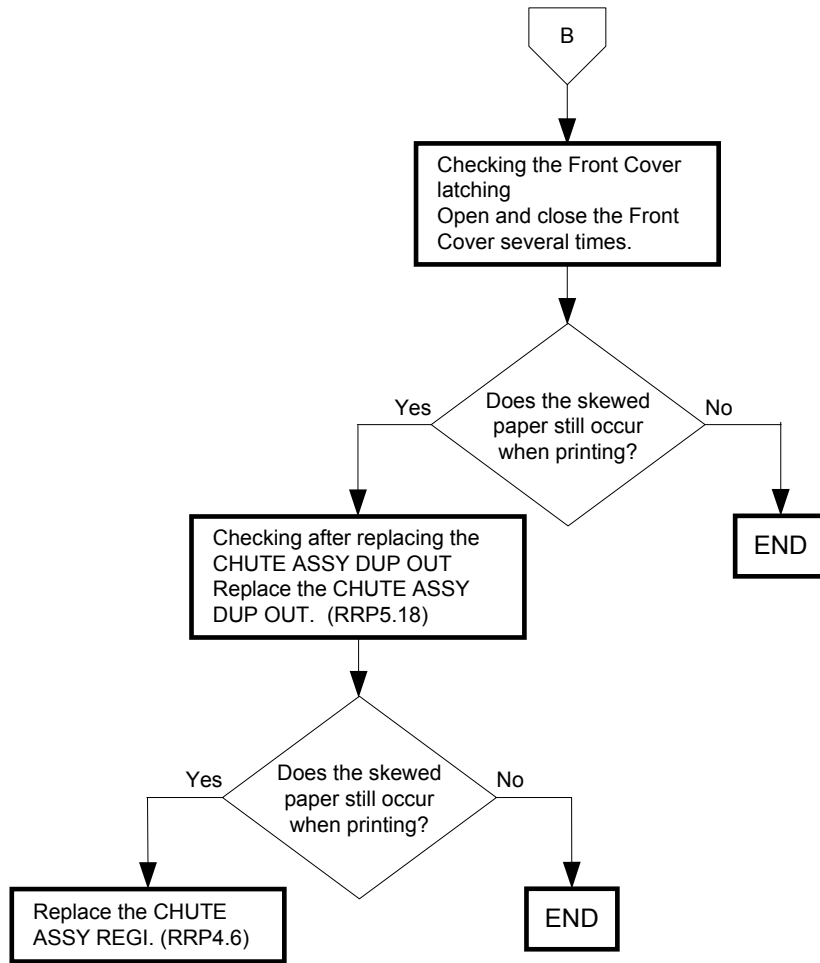 B
Checking the Front Cover
latching
Open and close the Front
Cover several times.
Yes
Does the skewed
paper still occur
when printing?
No
Checking after replacing the
CHUTE ASSY DUP OUT
Replace the CHUTE ASSY
DUP OUT.  (RRP5.18)
END
Yes
Does the skewed
paper still occur
when printing?
No
Replace the CHUTE
ASSY REGI. (RRP4.6)
END